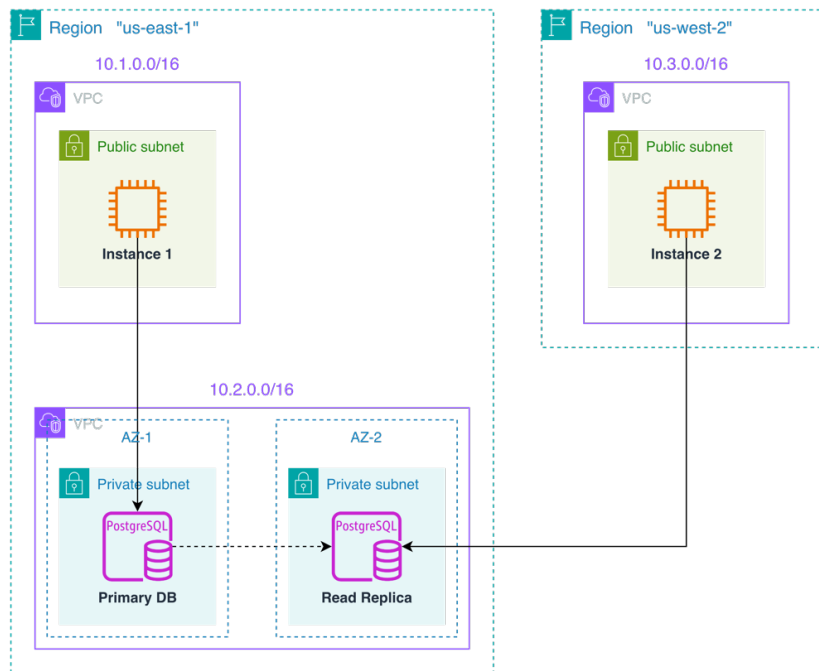 Region "us-east-1"
Region "us-west-2"
10.1.0.0/16
10.3.0.0/16
VPC
VPC
Public subnet
Public subnet
Instance 1
Instance 2
10.2.0.0/16
VPC
AZ-1
AZ-2
Private subnet
Private subnet
PostgreSQL
PostgreSQL
Primary DB
Read Replica